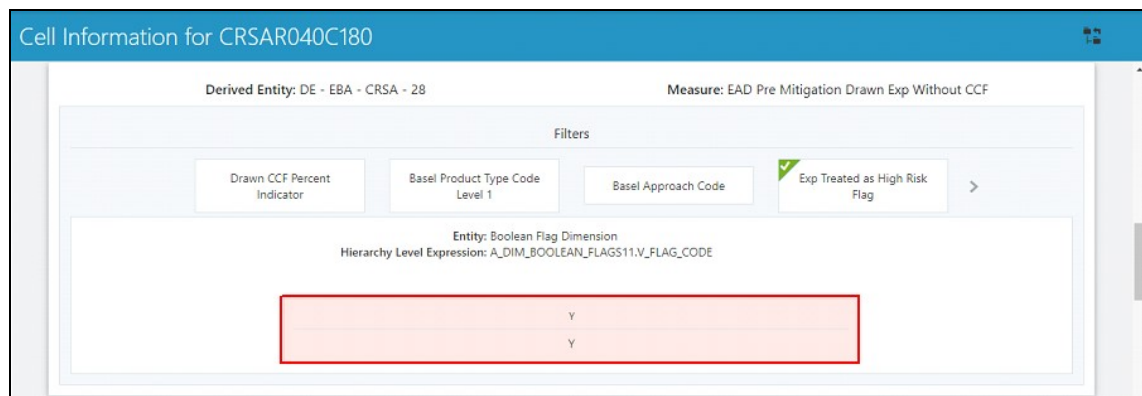 Cell Information for CRSAR040C180
Derived Entity: DE - EBA - CRSA - 28
Measure: EAD Pre Mitigation Drawn Exp Without CCF
Filters
Drawn CCF Percent
Indicator
Basel Product Type Code
Level 1
Basel Approach Code
Exp Treated as High Risk
Flag
Entity: Boolean Flag Dimension
Hierarchy Level Expression: A_DIM_BOOLEAN_FLAGS11.V_FLAG_CODE
Y
Y